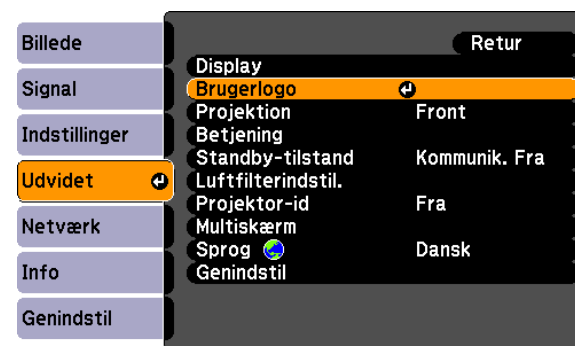 Billede
Signal
Indstillinger
Udvidet
Netværk
Info
Genindstil
Retur
Display
Brugerlogo
Projektion Front
Betjening
Standby-tilstand Kommunik. Fra
Luftfilterindstil.
Projektor-id Fra
Multiskærm
Sprog Dansk
Genindstil